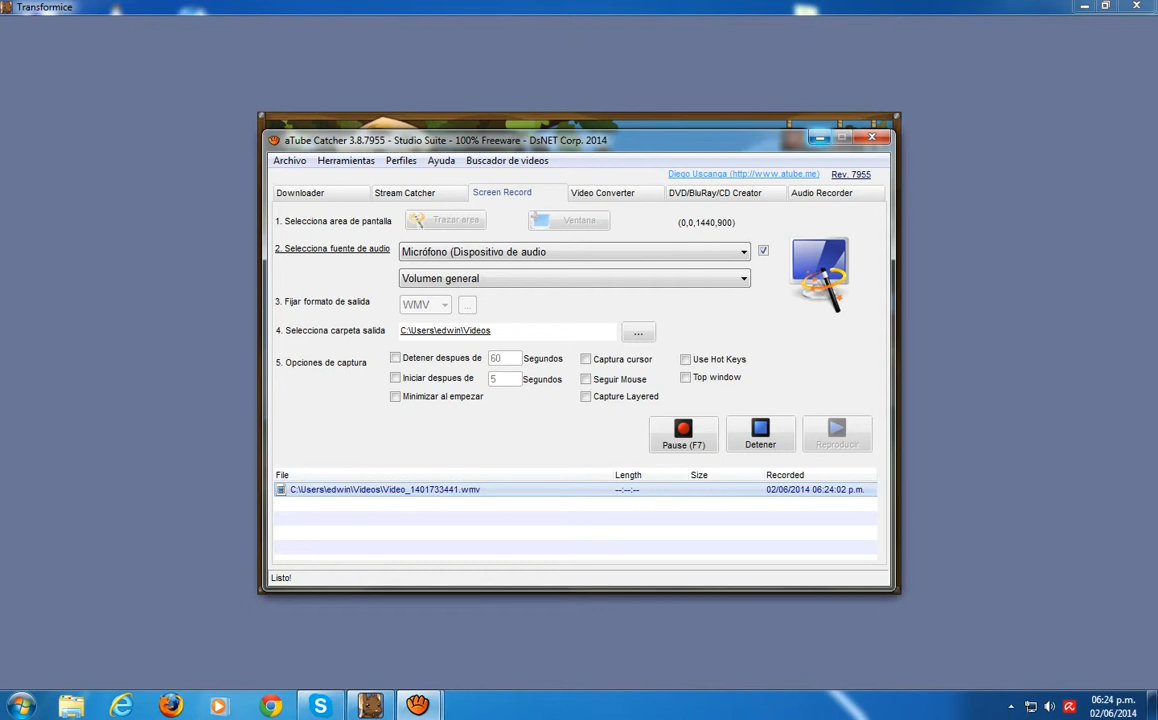 Transformice
aTube Catcher 3.8.7955 - Studio Suite - 100% Freeware - DsNET Corp. 2014
Archivo Herramientas Perfiles Ayuda Buscador de videos
Diego Uscanga (http://www.atube.me) Rev. 7955
Downloader Stream Catcher Screen Record Video Converter DVD/BluRay/CD Creator Audio Recorder
1. Selecciona area de pantalla Trazar area Ventana (0,0,1440,900)
2. Selecciona fuente de audio Micrófono (Dispositivo de audio
Volumen general
3. Fijar formato de salida WMV ...
4. Selecciona carpeta salida C:\Users\edwin\Videos ...
5. Opciones de captura Detener despues de 60 Segundos Captura cursor Use Hot Keys
Iniciar despues de 5 Segundos Seguir Mouse Top window
Minimizar al empezar Capture Layered
Pause (F7) Detener Reproducir
File Length Size Recorded
C:\Users\edwin\Videos\Video_1401733441.wmv --:--:-- 02/06/2014 06:24:02 p.m.
Listo!
06:24 p.m.
02/06/2014